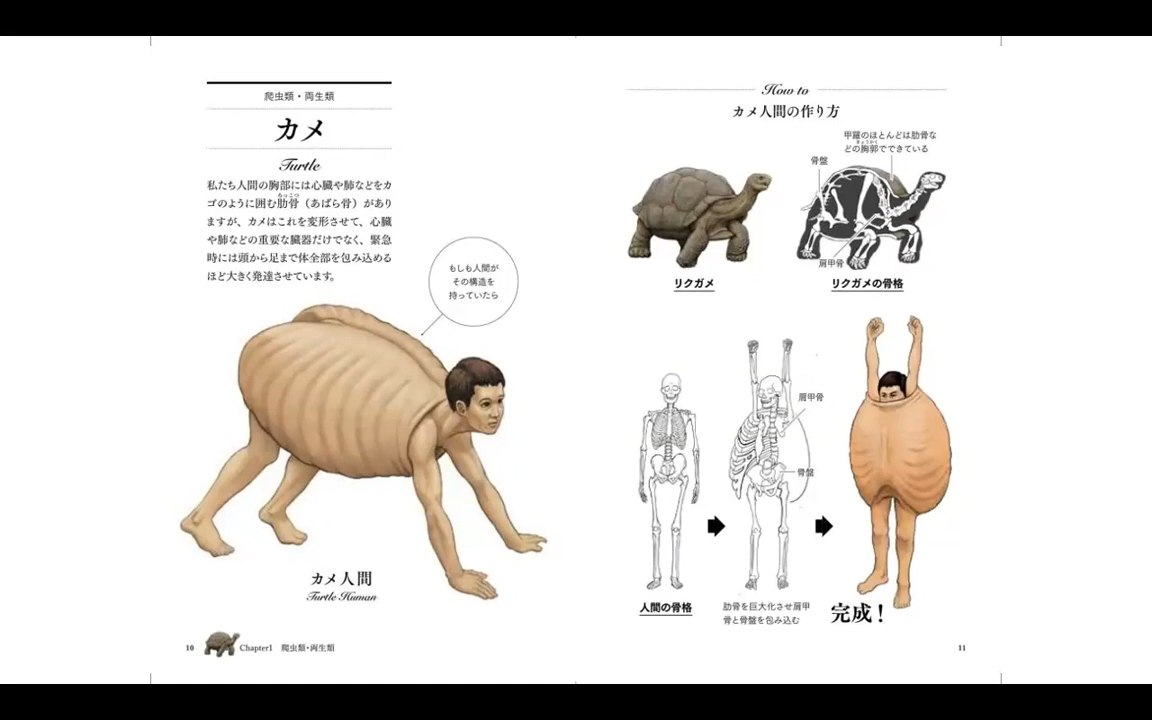 爬虫類・両生類
カメ
Turtle
私たち人間の胸部には心臓や肺などをカ
ゴのように囲む肋骨（あばら骨）があり
ろっこつ
ますが、カメはこれを変形させて、心臓
や肺などの重要な臓器だけでなく、緊急
時には頭から足まで体全部を包み込める
ほど大きく発達させています。
もしも人間が
その構造を
持っていたら
カメ人間
Turtle Human
10
Chapter1 爬虫類・両生類
How to
カメ人間の作り方
甲羅のほとんどは肋骨な
どの胸郭でできている
きょうかく
骨盤
肩甲骨
リクガメ
リクガメの骨格
肩甲骨
骨盤
人間の骨格
肋骨を巨大化させ肩甲
骨と骨盤を包み込む
完成！
11